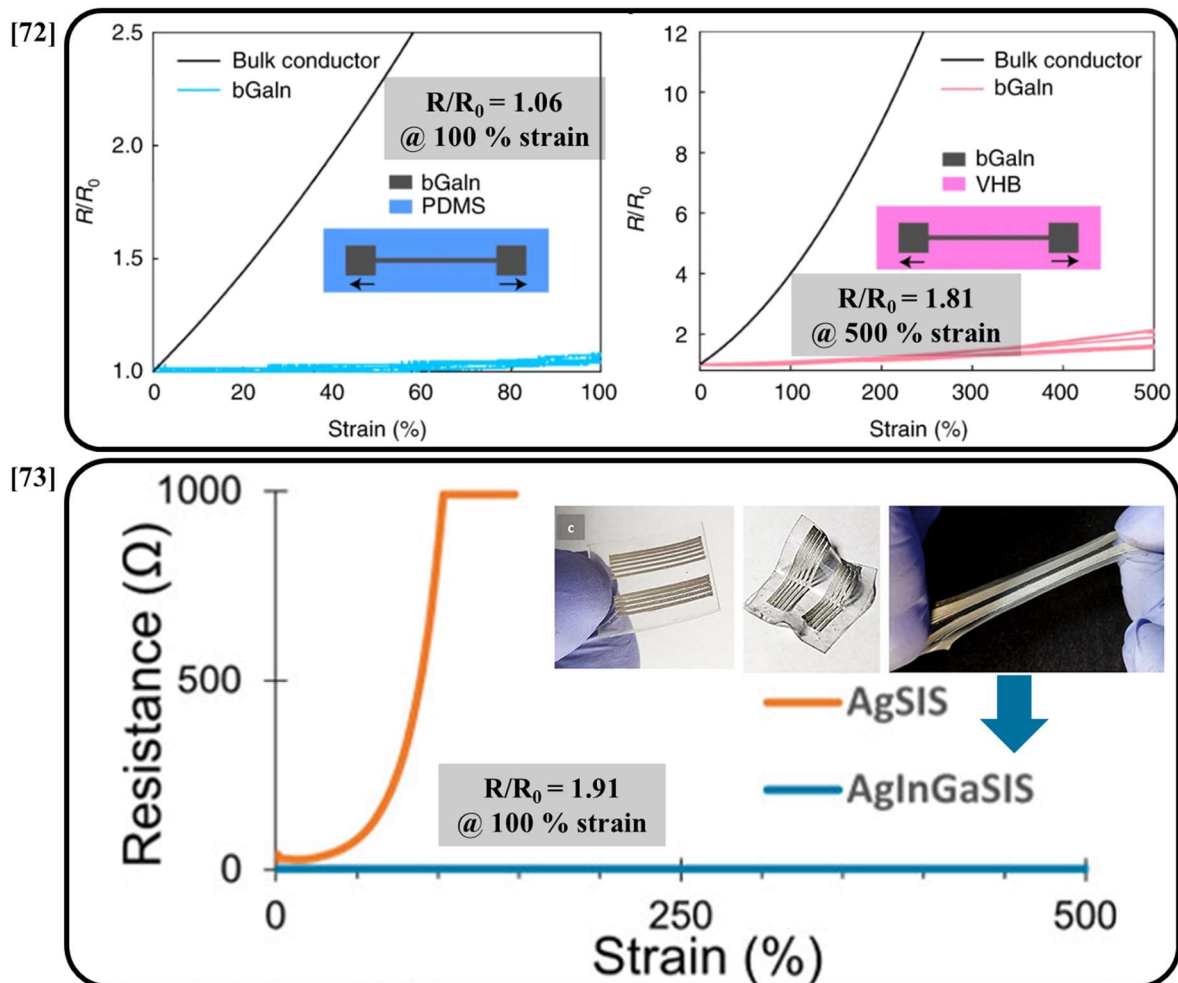 [72]
2.5
2.0
1.5
1.0
R/R0
Bulk conductor
bGaIn
R/R0 = 1.06
@ 100 % strain
bGaIn
PDMS
0 20 40 60 80 100
Strain (%)
12
10
8
6
4
2
R/R0
Bulk conductor
bGaIn
bGaIn
VHB
R/R0 = 1.81
@ 500 % strain
0 100 200 300 400 500
Strain (%)
[73]
1000
500
0
Resistance (Ω)
c
AgSIS
AgInGaSIS
R/R0 = 1.91
@ 100 % strain
0 250 500
Strain (%)